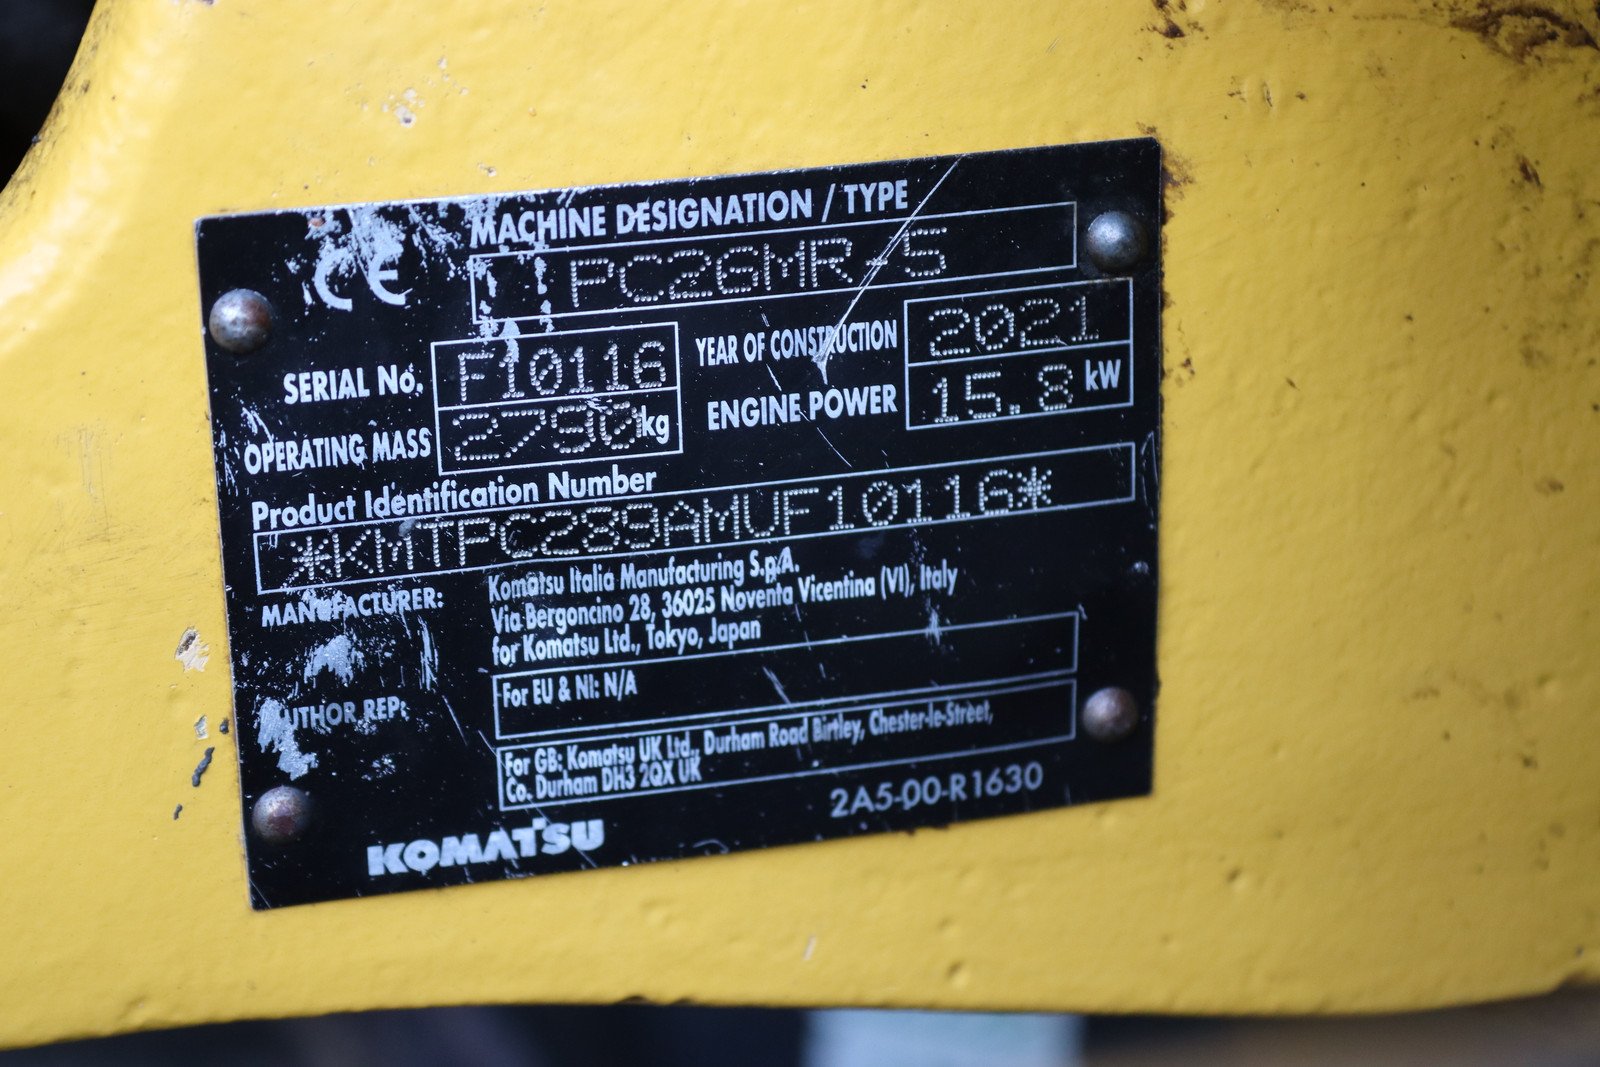 CE
MACHINE DESIGNATION / TYPE
PC26MR-5
SERIAL No. F10116
YEAR OF CONSTRUCTION 2021
OPERATING MASS 2790 kg
ENGINE POWER 15.8 kW
Product Identification Number
*KMTPC289AMUF10116*
MANUFACTURER:
Komatsu Italia Manufacturing S.p.A.
Via Bergoncino 28, 36025 Noventa Vicentina (VI), Italy
for Komatsu Ltd., Tokyo, Japan
AUTHOR REP:
For EU & NI: N/A
For GB: Komatsu UK Ltd., Durham Road Birtley, Chester-le-Street,
Co. Durham DH3 2QX UK
KOMATSU
2A5-00-R1630